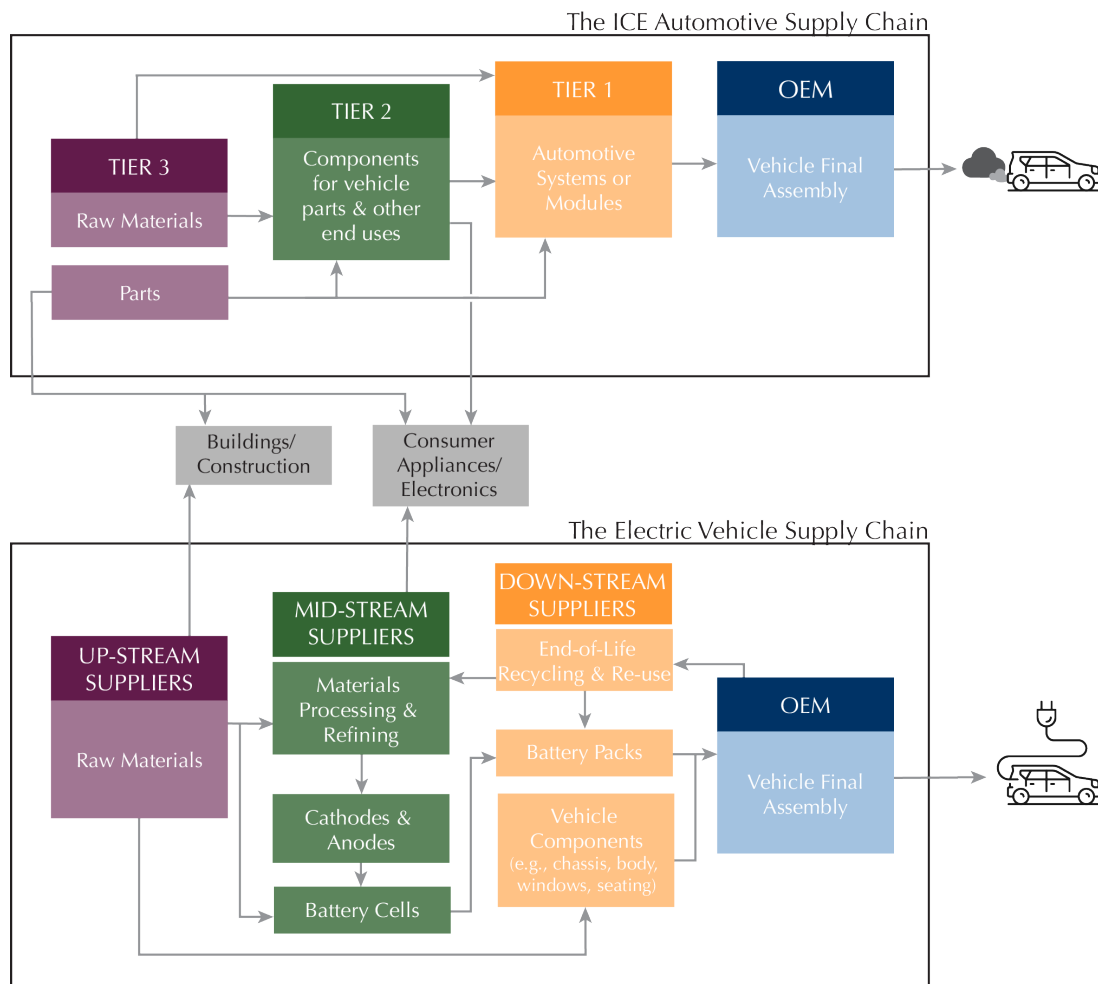 The ICE Automotive Supply Chain
TIER 3
Raw Materials
Parts
TIER 2
Components
for vehicle
parts & other
end uses
TIER 1
Automotive
Systems or
Modules
OEM
Vehicle Final
Assembly
Buildings/
Construction
Consumer
Appliances/
Electronics
The Electric Vehicle Supply Chain
UP-STREAM
SUPPLIERS
Raw Materials
MID-STREAM
SUPPLIERS
Materials
Processing &
Refining
Cathodes &
Anodes
Battery Cells
DOWN-STREAM
SUPPLIERS
End-of-Life
Recycling & Re-use
Battery Packs
Vehicle
Components
(e.g., chassis, body,
windows, seating)
OEM
Vehicle Final
Assembly